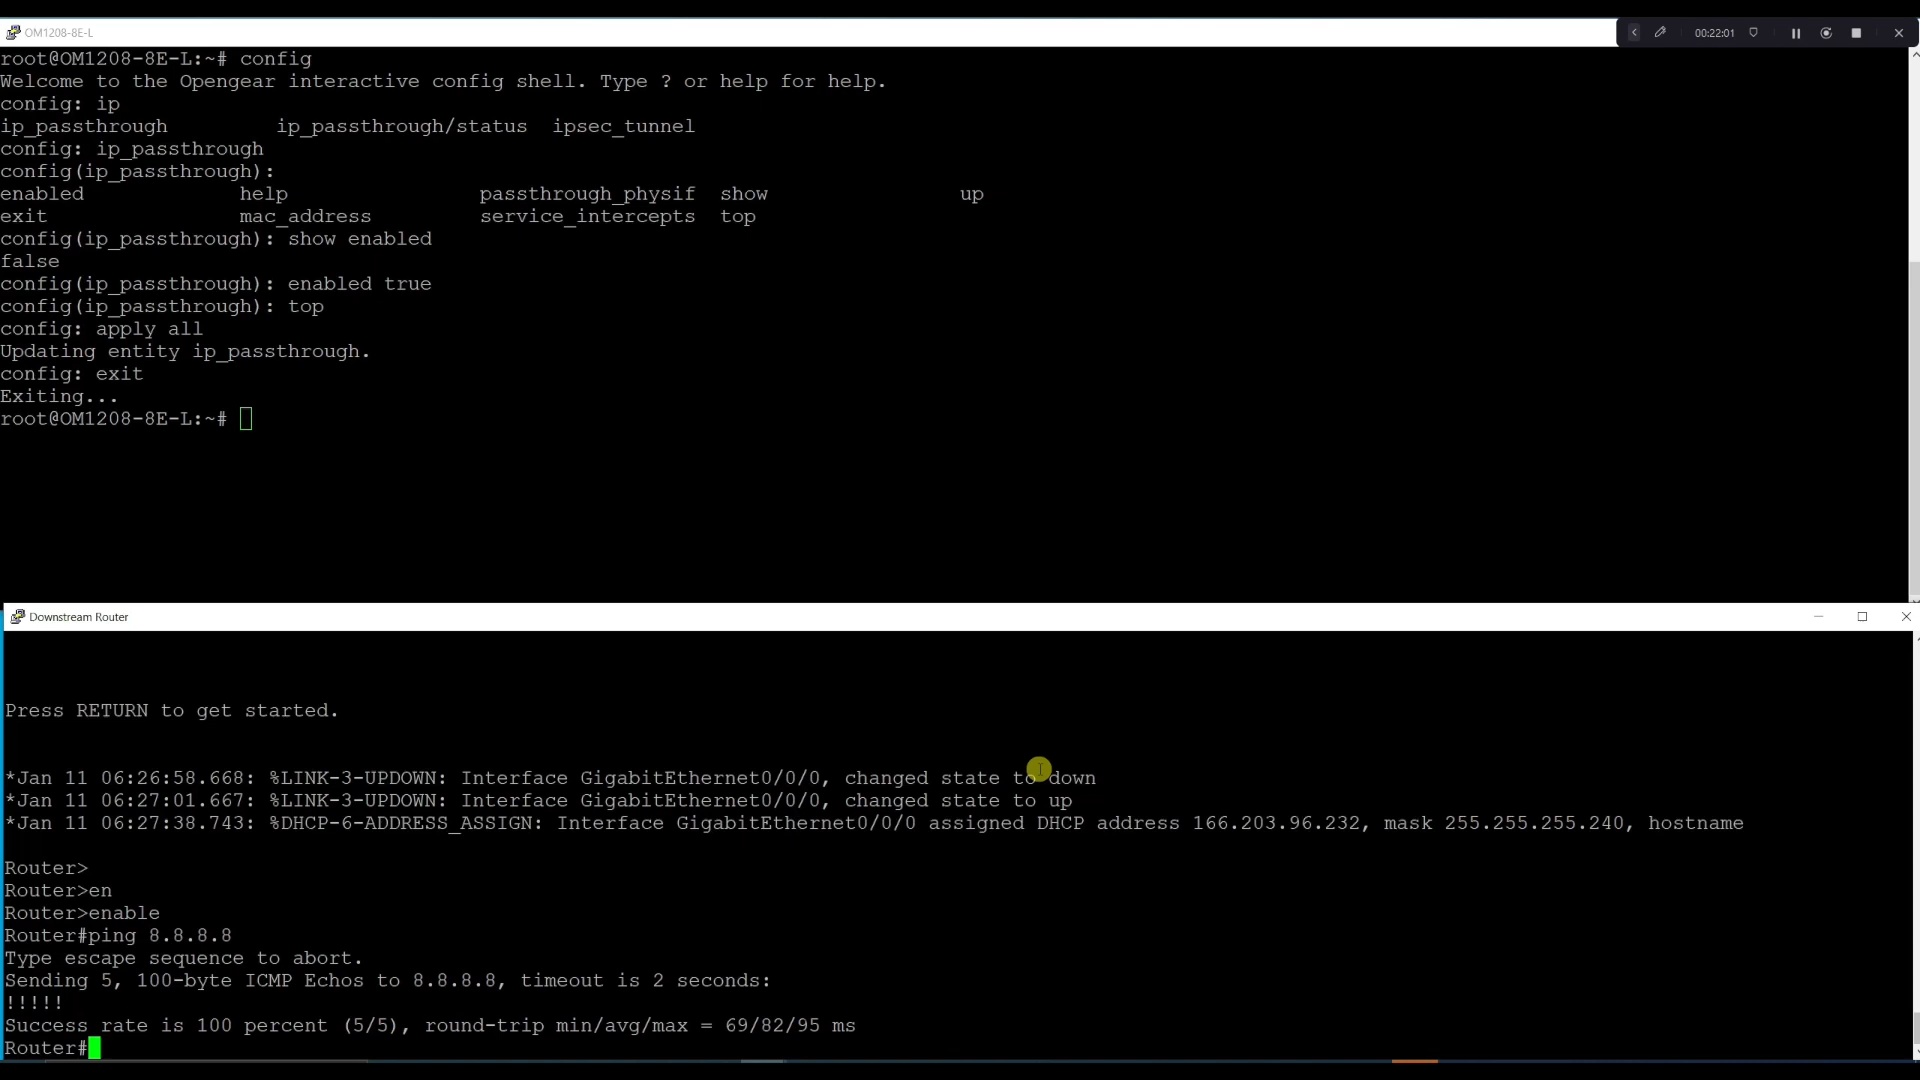 OM1208-8E-L
00:22:01
root@OM1208-8E-L:~# config
Welcome to the Opengear interactive config shell. Type ? or help for help.
config: ip
ip_passthrough ip_passthrough/status ipsec_tunnel
config: ip_passthrough
config(ip_passthrough):
enabled help passthrough_physif show up
exit mac_address service_intercepts top
config(ip_passthrough): show enabled
false
config(ip_passthrough): enabled true
config(ip_passthrough): top
config: apply all
Updating entity ip_passthrough.
config: exit
Exiting...
root@OM1208-8E-L:~#
Downstream Router
Press RETURN to get started.
*Jan 11 06:26:58.668: %LINK-3-UPDOWN: Interface GigabitEthernet0/0/0, changed state to down
*Jan 11 06:27:01.667: %LINK-3-UPDOWN: Interface GigabitEthernet0/0/0, changed state to up
*Jan 11 06:27:38.743: %DHCP-6-ADDRESS_ASSIGN: Interface GigabitEthernet0/0/0 assigned DHCP address 166.203.96.232, mask 255.255.255.240, hostname
Router>
Router>en
Router>enable
Router#ping 8.8.8.8
Type escape sequence to abort.
Sending 5, 100-byte ICMP Echos to 8.8.8.8, timeout is 2 seconds:
!!!!!
Success rate is 100 percent (5/5), round-trip min/avg/max = 69/82/95 ms
Router#